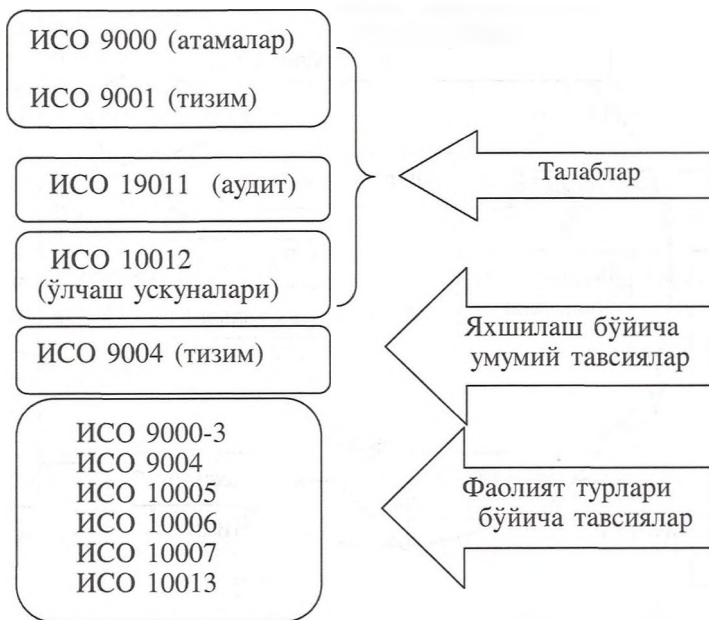 ИСО 9000 (атамалар)
ИСО 9001 (тизим)
ИСО 19011 (аудит)
ИСО 10012
(ўлчаш ускуналари)
Талаблар
ИСО 9004 (тизим)
Яхшилаш бўйича
умумий тавсиялар
ИСО 9000-3
ИСО 9004
ИСО 10005
ИСО 10006
ИСО 10007
ИСО 10013
Фаолият турлари
бўйича тавсиялар